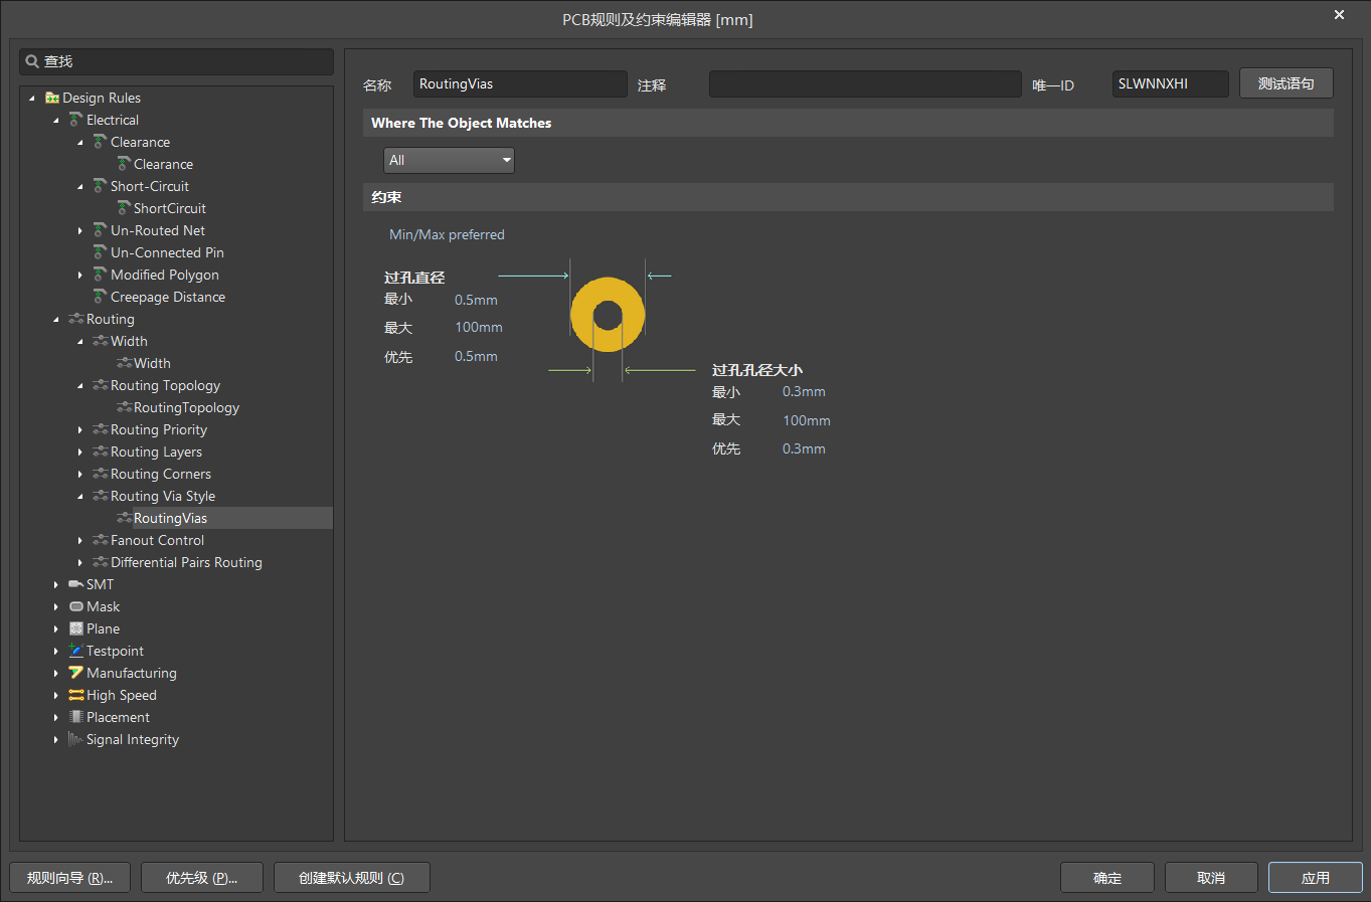 PCB规则及约束编辑器 [mm]
查找
Design Rules
Electrical
Clearance
Clearance
Short-Circuit
ShortCircuit
Un-Routed Net
Un-Connected Pin
Modified Polygon
Creepage Distance
Routing
Width
Width
Routing Topology
RoutingTopology
Routing Priority
Routing Layers
Routing Corners
Routing Via Style
RoutingVias
Fanout Control
Differential Pairs Routing
SMT
Mask
Plane
Testpoint
Manufacturing
High Speed
Placement
Signal Integrity
名称 RoutingVias 注释 唯一ID SLWNNXHI 测试语句
Where The Object Matches
All
约束
Min/Max preferred
过孔直径
最小 0.5mm
最大 100mm
优先 0.5mm
过孔孔径大小
最小 0.3mm
最大 100mm
优先 0.3mm
规则向导 (R)... 优先级 (P)... 创建默认规则 (C) 确定 取消 应用